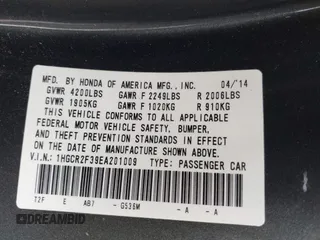 MFD. BY HONDA OF AMERICA MFG., INC. 04/14
GVWR 4200LBS GAWR F 2249LBS R 2006LBS
GVWR 1905KG GAWR F 1020KG R 910KG
THIS VEHICLE CONFORMS TO ALL APPLICABLE
FEDERAL MOTOR VEHICLE SAFETY, BUMPER,
AND THEFT PREVENTION STANDARDS IN EFFECT
ON THE DATE OF MANUFACTURE SHOWN ABOVE.
V.I.N.: 1HGCR2F39EA201009 TYPE: PASSENGER CAR
T2F E AB7 - G536M - A - A
DREAMBID